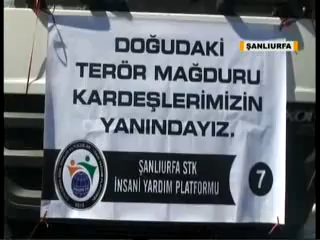 ŞANLIURFA
DOĞUDAKİ
TERÖR MAĞDURU
KARDEŞLERİMİZİN
YANINDAYIZ.
ŞANLIURFA STK
İNSANİ YARDIM PLATFORMU
7